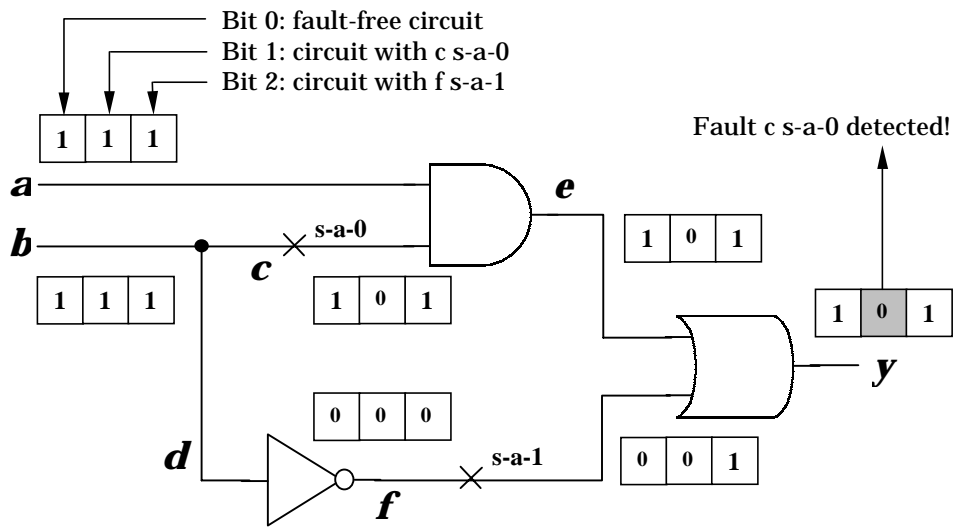 Bit 0: fault-free circuit
Bit 1: circuit with c s-a-0
Bit 2: circuit with f s-a-1
1 1 1
Fault c s-a-0 detected!
a
e
s-a-0
1 0 1
b
c
1 1 1
1 0 1
1 0 1
y
0 0 0
d
s-a-1
0 0 1
f